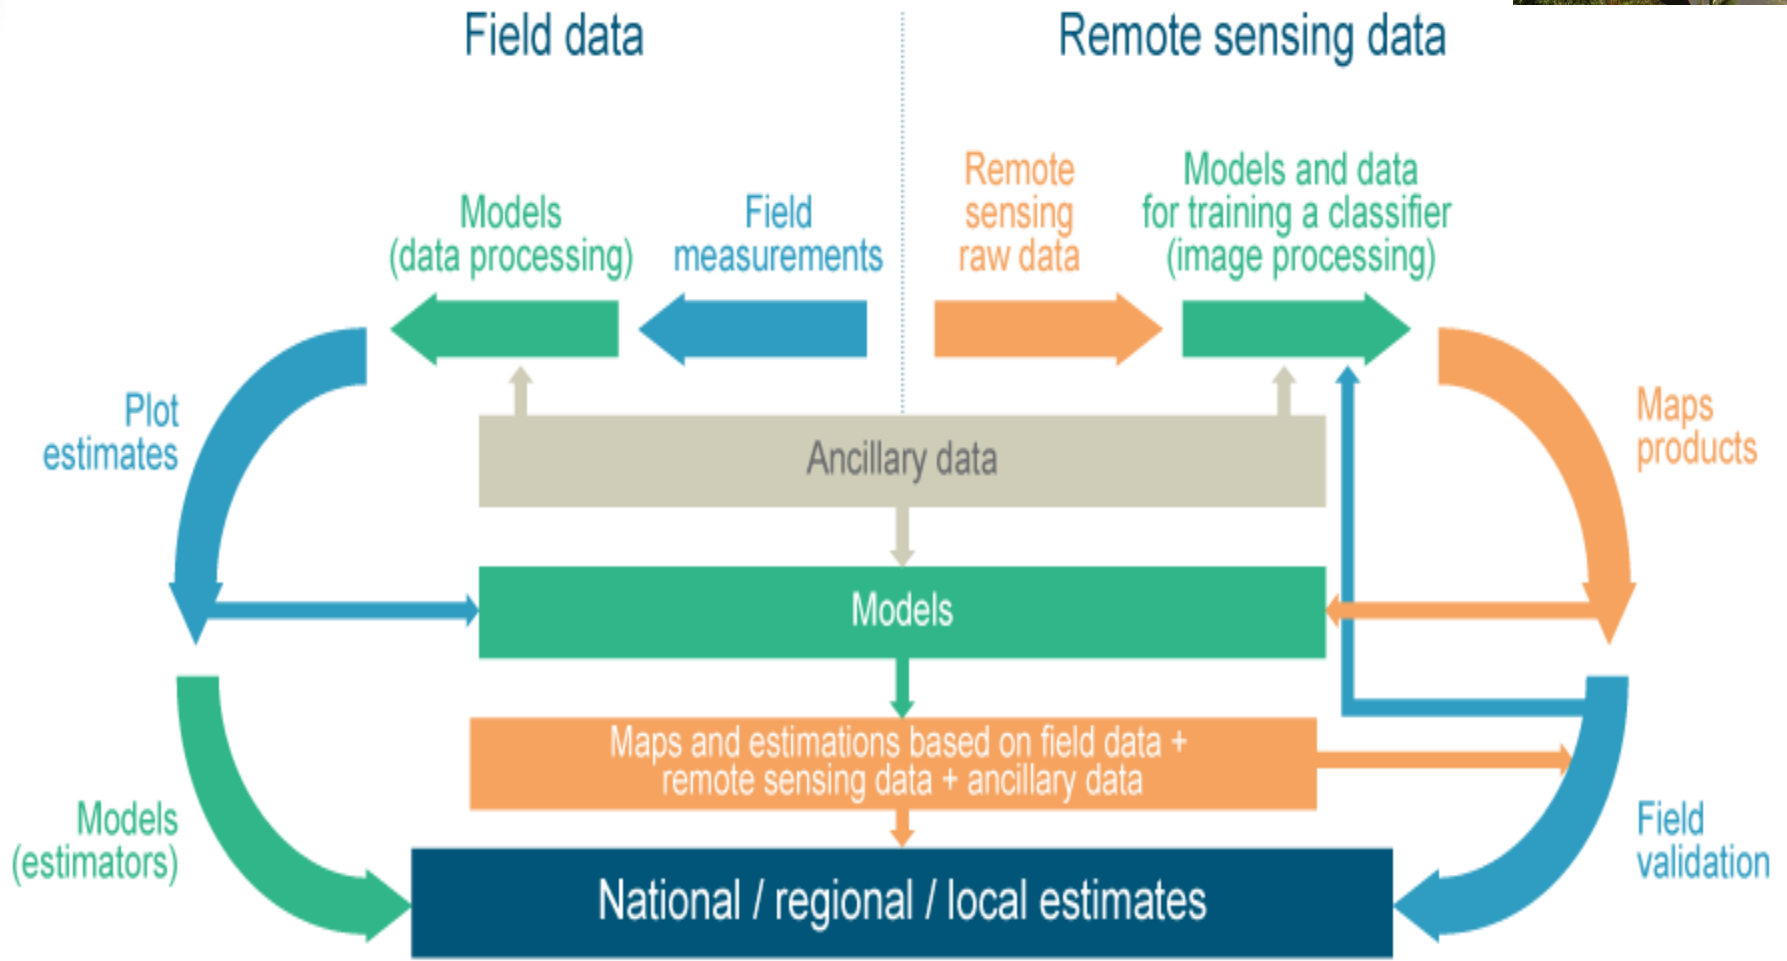 Field data
Remote sensing data
Models
(data processing)
Field
measurements
Remote
sensing
raw data
Models and data
for training a classifier
(image processing)
Plot
estimates
Ancillary data
Maps
products
Models
Maps and estimations based on field data +
remote sensing data + ancillary data
Models
(estimators)
Field
validation
National / regional / local estimates